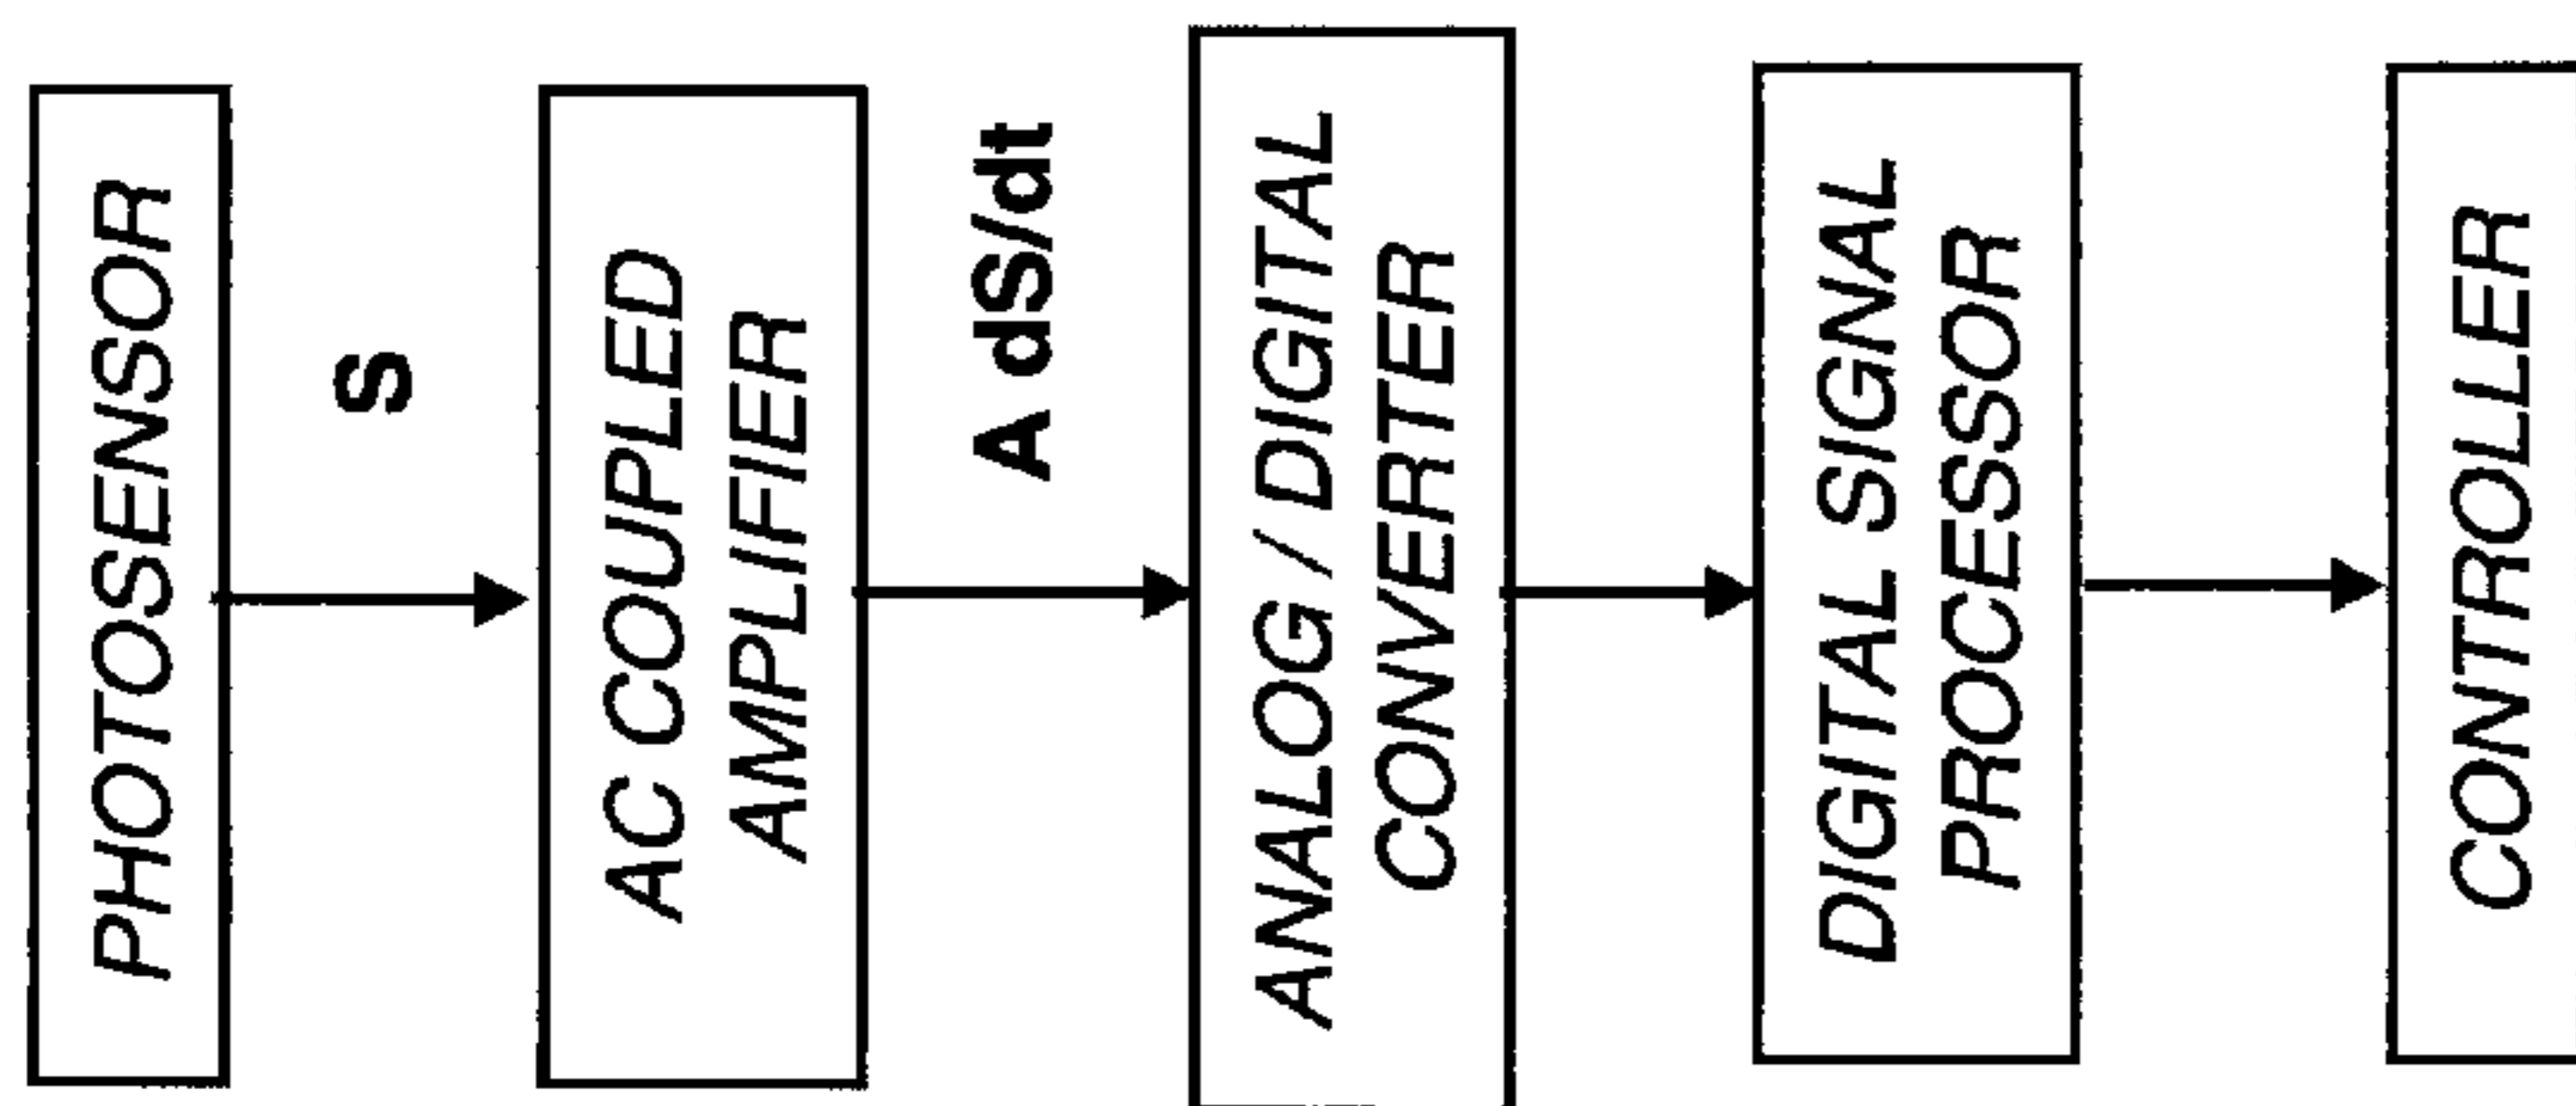 PHOTOSENSOR
S
AC COUPLED
AMPLIFIER
A dS/dt
ANALOG / DIGITAL
CONVERTER
DIGITAL SIGNAL
PROCESSOR
CONTROLLER